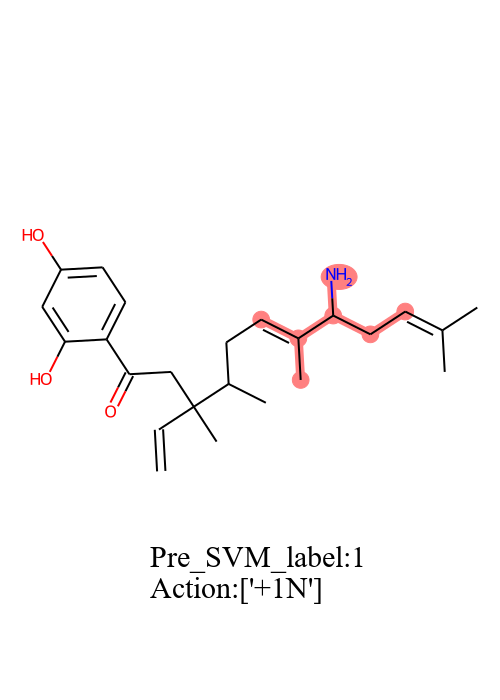 HO
NH2
HO
O
Pre_SVM_label:1
Action:['+1N']